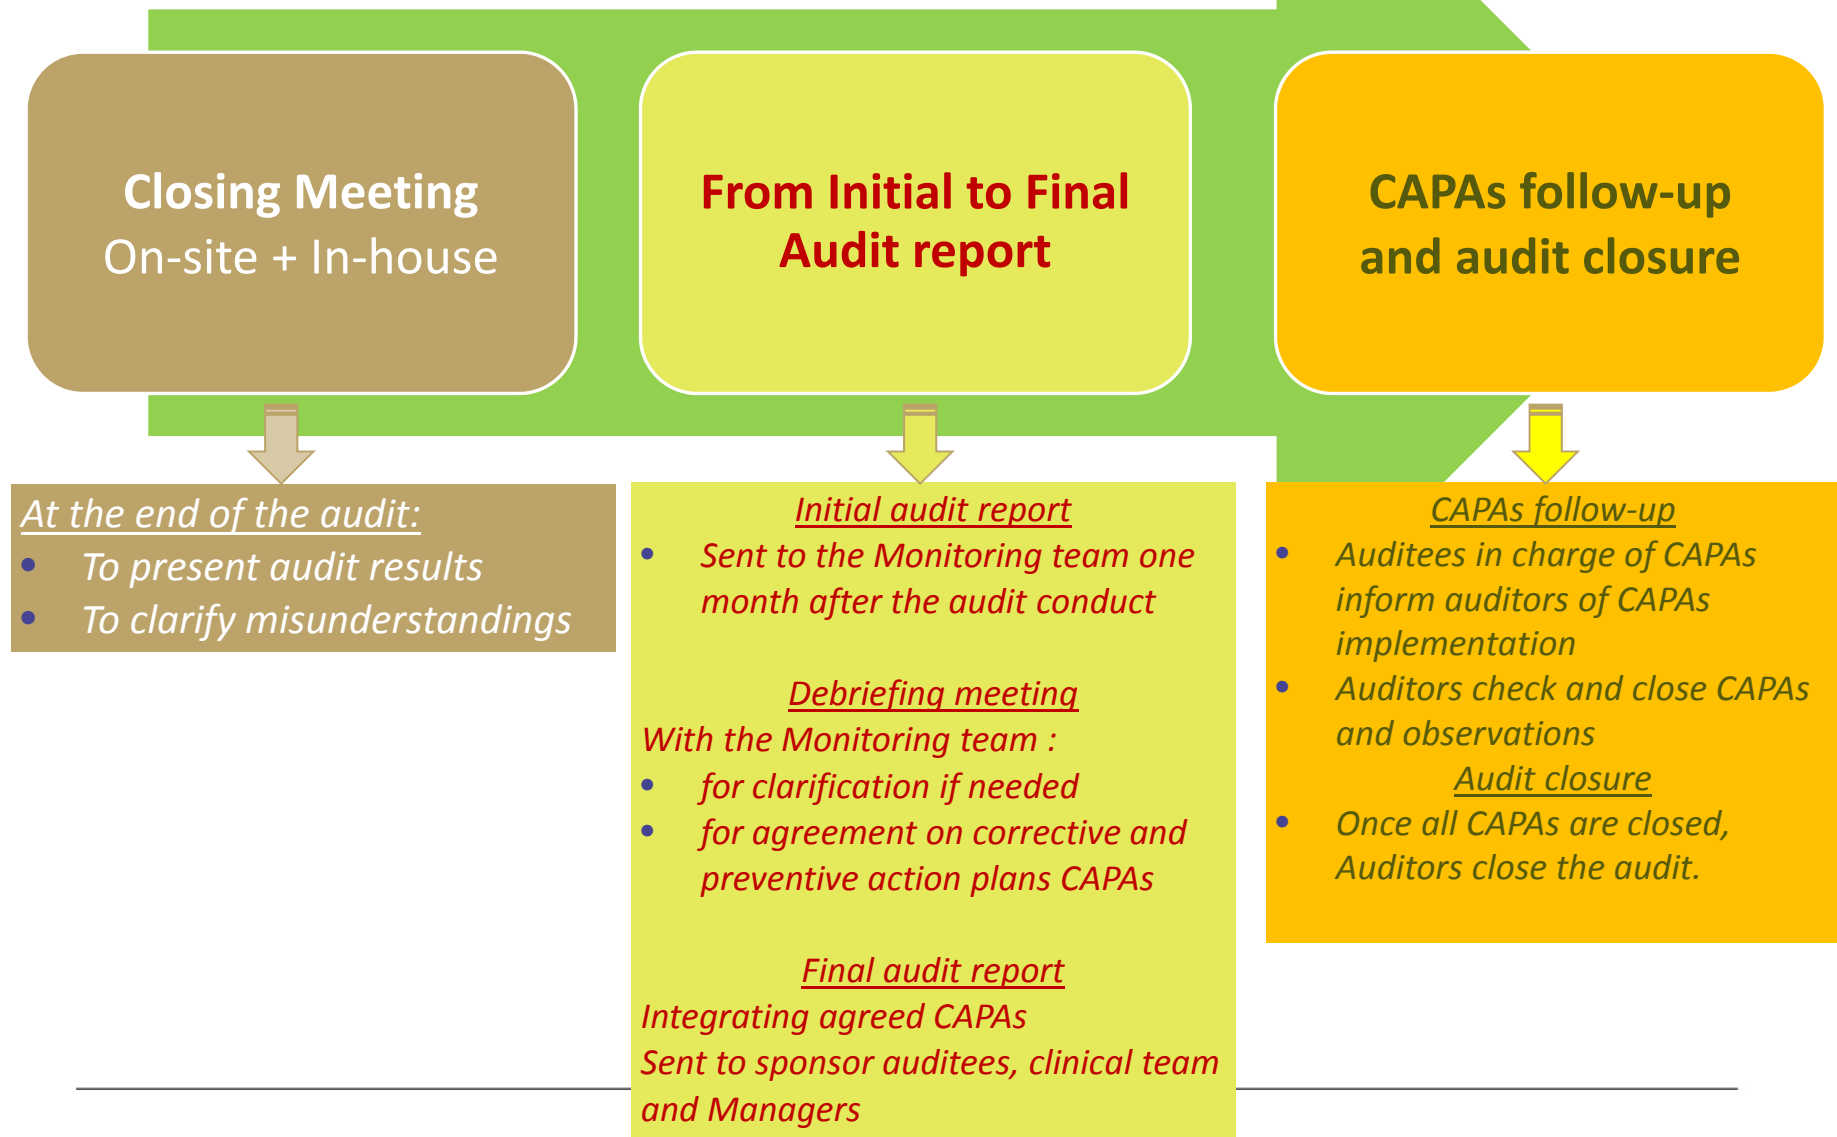 Closing Meeting
On-site + In-house
From Initial to Final
Audit report
CAPAs follow-up
and audit closure
At the end of the audit:
• To present audit results
• To clarify misunderstandings
Initial audit report
• Sent to the Monitoring team one
month after the audit conduct
Debriefing meeting
With the Monitoring team :
• for clarification if needed
• for agreement on corrective and
preventive action plans CAPAs
Final audit report
Integrating agreed CAPAs
Sent to sponsor auditees, clinical team
and Managers
CAPAs follow-up
• Auditees in charge of CAPAs
inform auditors of CAPAs
implementation
• Auditors check and close CAPAs
and observations
Audit closure
• Once all CAPAs are closed,
Auditors close the audit.